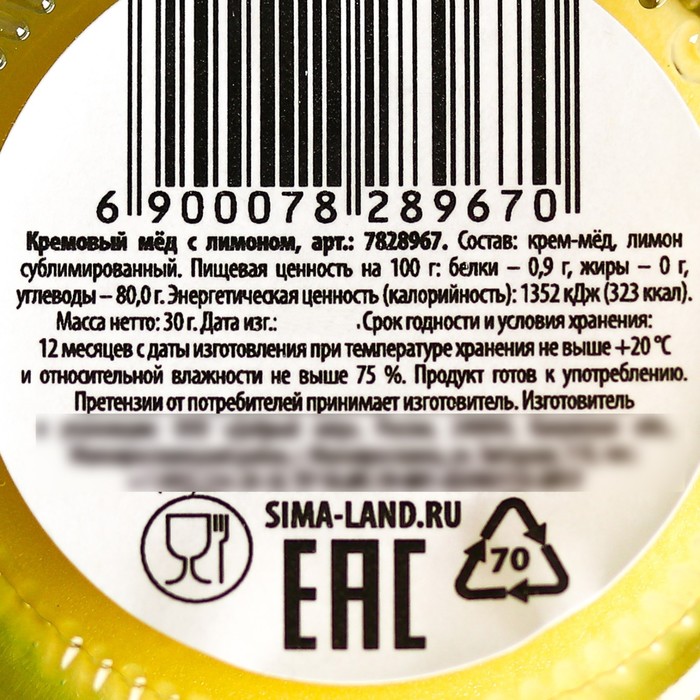 6 900078 289670
Кремовый мёд с лимоном, арт.: 7828967. Состав: крем-мёд, лимон
сублимированный. Пищевая ценность на 100 г: белки – 0,9 г, жиры – 0 г,
углеводы – 80,0 г. Энергетическая ценность (калорийность): 1352 кДж (323 ккал).
Масса нетто: 30 г. Дата изг.: . Срок годности и условия хранения:
12 месяцев с даты изготовления при температуре хранения не выше +20 °C
и относительной влажности не выше 75 %. Продукт готов к употреблению.
Претензии от потребителей принимает изготовитель. Изготовитель
SIMA-LAND.RU
EAC
70